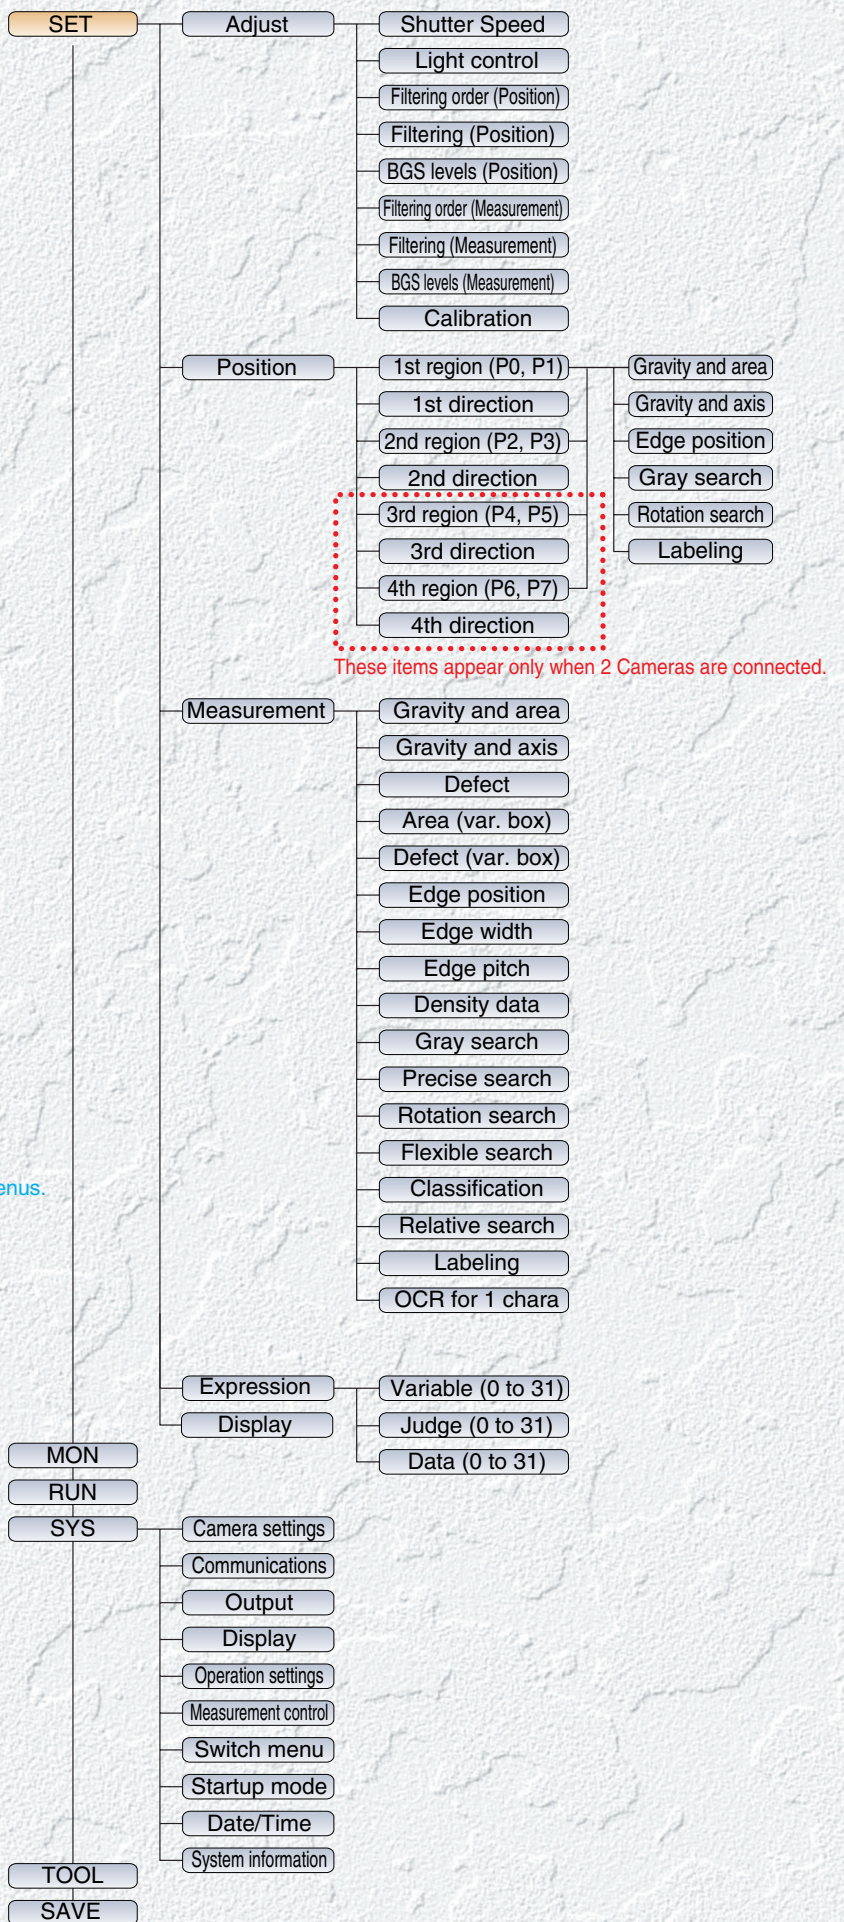 SET
Adjust
Shutter Speed
Light control
Filtering order (Position)
Filtering (Position)
BGS levels (Position)
Filtering order (Measurement)
Filtering (Measurement)
BGS levels (Measurement)
Calibration
Position
1st region (P0, P1)
1st direction
2nd region (P2, P3)
2nd direction
3rd region (P4, P5)
3rd direction
4th region (P6, P7)
4th direction
Gravity and area
Gravity and axis
Edge position
Gray search
Rotation search
Labeling
These items appear only when 2 Cameras are connected.
Measurement
Gravity and area
Gravity and axis
Defect
Area (var. box)
Defect (var. box)
Edge position
Edge width
Edge pitch
Density data
Gray search
Precise search
Rotation search
Flexible search
Classification
Relative search
Labeling
OCR for 1 chara
enus.
Expression
Variable (0 to 31)
Judge (0 to 31)
Data (0 to 31)
Display
MON
RUN
SYS
Camera settings
Communications
Output
Display
Operation settings
Measurement control
Switch menu
Startup mode
Date/Time
System information
TOOL
SAVE